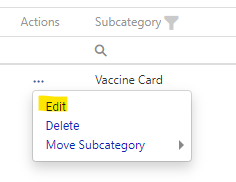 Actions Subcategory
... Vaccine Card
Edit
Delete
Move Subcategory